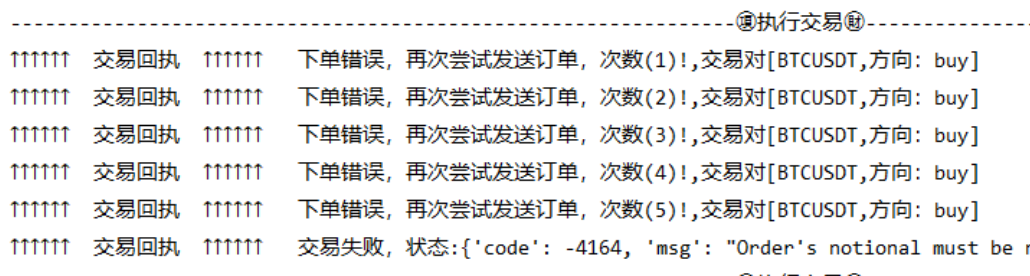 ------------------------------------------------------------------㊠执行交易㊖---------------
↑↑↑↑↑↑ 交易回执 ↑↑↑↑↑↑ 下单错误，再次尝试发送订单，次数(1)!,交易对[BTCUSDT,方向：buy]
↑↑↑↑↑↑ 交易回执 ↑↑↑↑↑↑ 下单错误，再次尝试发送订单，次数(2)!,交易对[BTCUSDT,方向：buy]
↑↑↑↑↑↑ 交易回执 ↑↑↑↑↑↑ 下单错误，再次尝试发送订单，次数(3)!,交易对[BTCUSDT,方向：buy]
↑↑↑↑↑↑ 交易回执 ↑↑↑↑↑↑ 下单错误，再次尝试发送订单，次数(4)!,交易对[BTCUSDT,方向：buy]
↑↑↑↑↑↑ 交易回执 ↑↑↑↑↑↑ 下单错误，再次尝试发送订单，次数(5)!,交易对[BTCUSDT,方向：buy]
↑↑↑↑↑↑ 交易回执 ↑↑↑↑↑↑ 交易失败，状态:{'code': -4164, 'msg': "Order's notional must be